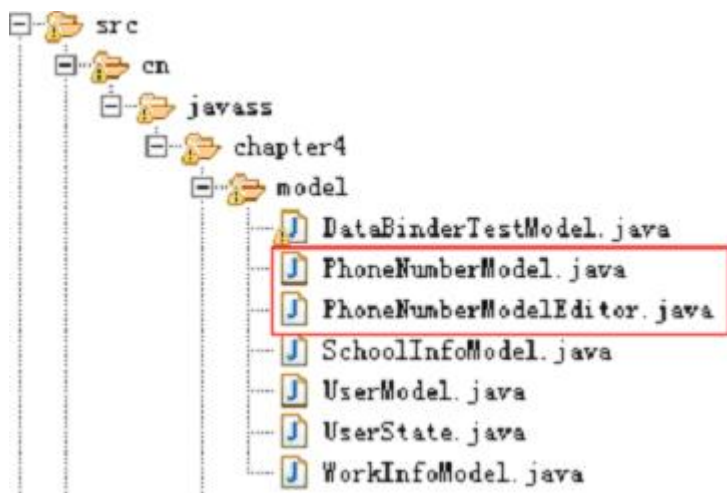 src
cn
javass
chapter4
model
DataBinderTestModel.java
PhoneNumberModel.java
PhoneNumberModelEditor.java
SchoolInfoModel.java
UserModel.java
UserState.java
WorkInfoModel.java